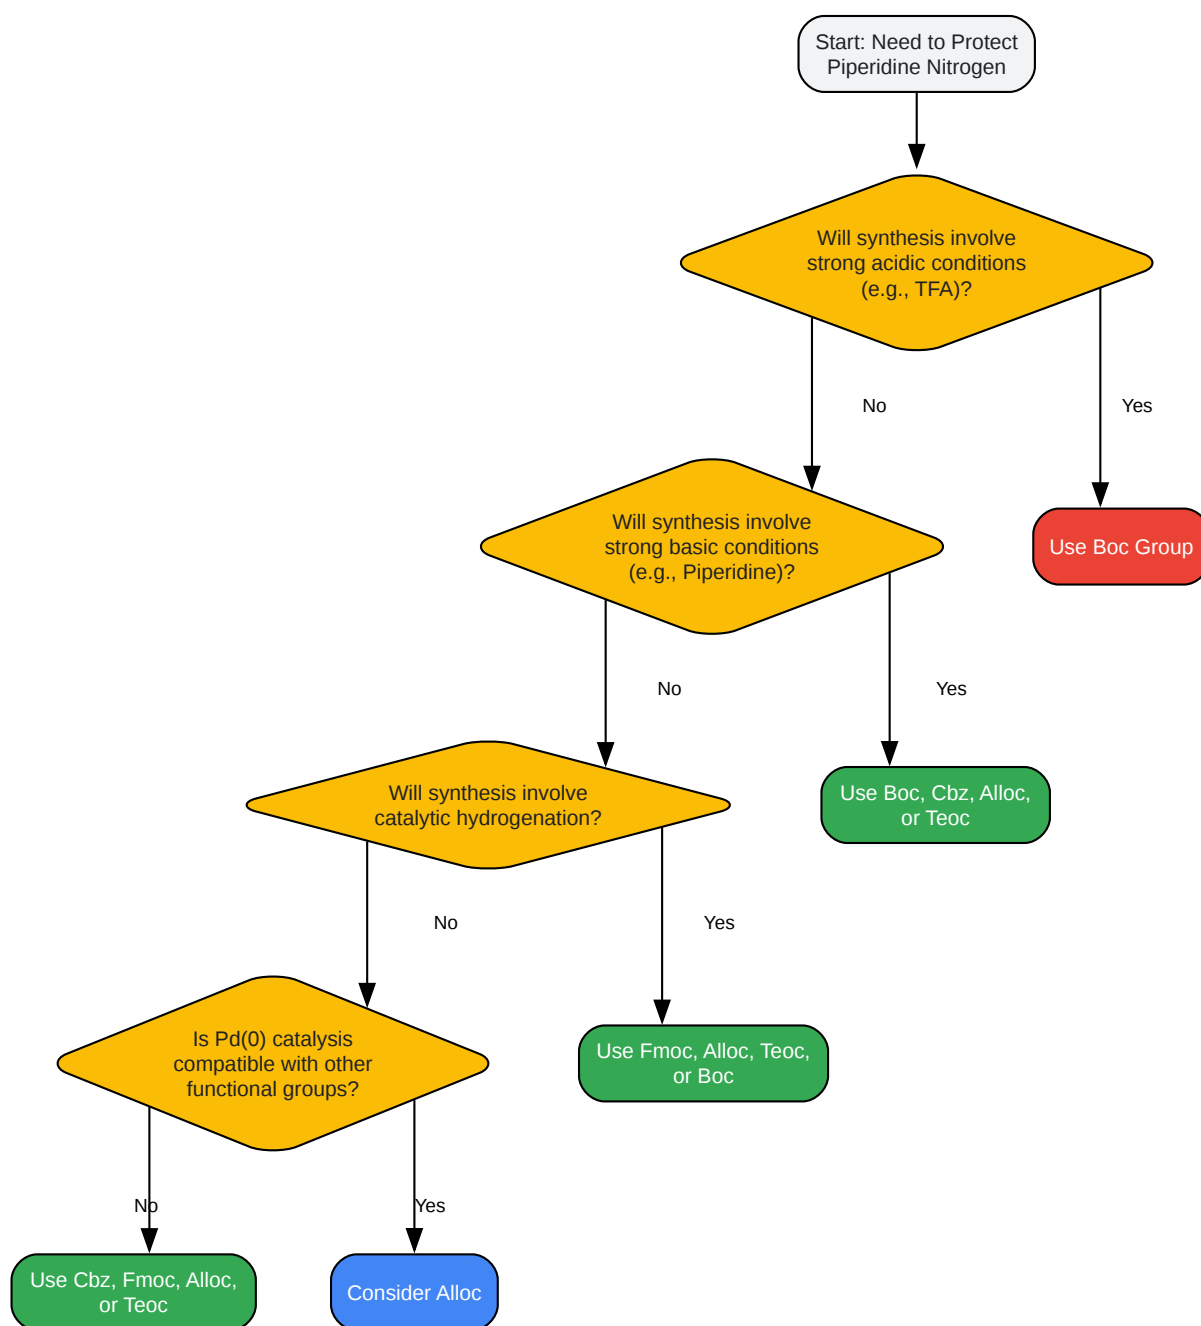 Start: Need to Protect
Piperidine Nitrogen
Will synthesis involve
strong acidic conditions
(e.g., TFA)?
No
Yes
Will synthesis involve
strong basic conditions
(e.g., Piperidine)?
Use Boc Group
No
Yes
Will synthesis involve
catalytic hydrogenation?
Use Boc, Cbz, Alloc,
or Teoc
No
Yes
Is Pd(0) catalysis
compatible with other
functional groups?
Use Fmoc, Alloc, Teoc,
or Boc
No
Yes
Use Cbz, Fmoc, Alloc,
or Teoc
Consider Alloc